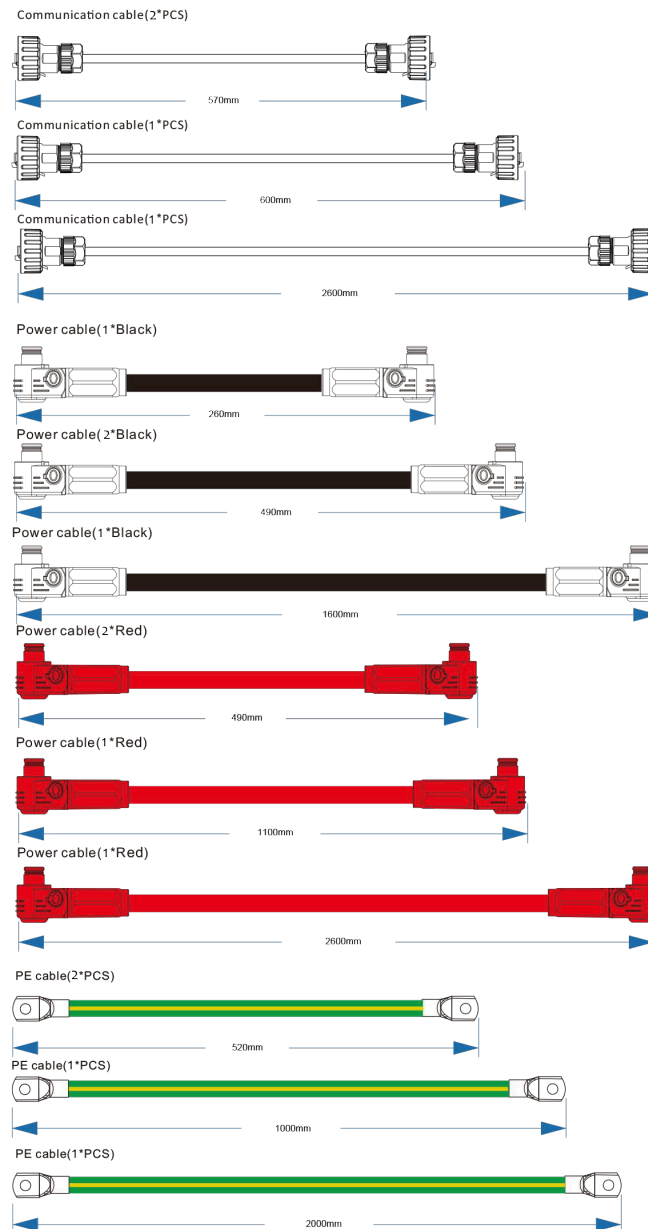 Communication cable(2*PCS)
570mm
Communication cable(1*PCS)
600mm
Communication cable(1*PCS)
2600mm
Power cable(1*Black)
260mm
Power cable(2*Black)
490mm
Power cable(1*Black)
1600mm
Power cable(2*Red)
490mm
Power cable(1*Red)
1100mm
Power cable(1*Red)
2600mm
PE cable(2*PCS)
520mm
PE cable(1*PCS)
1000mm
PE cable(1*PCS)
2000mm